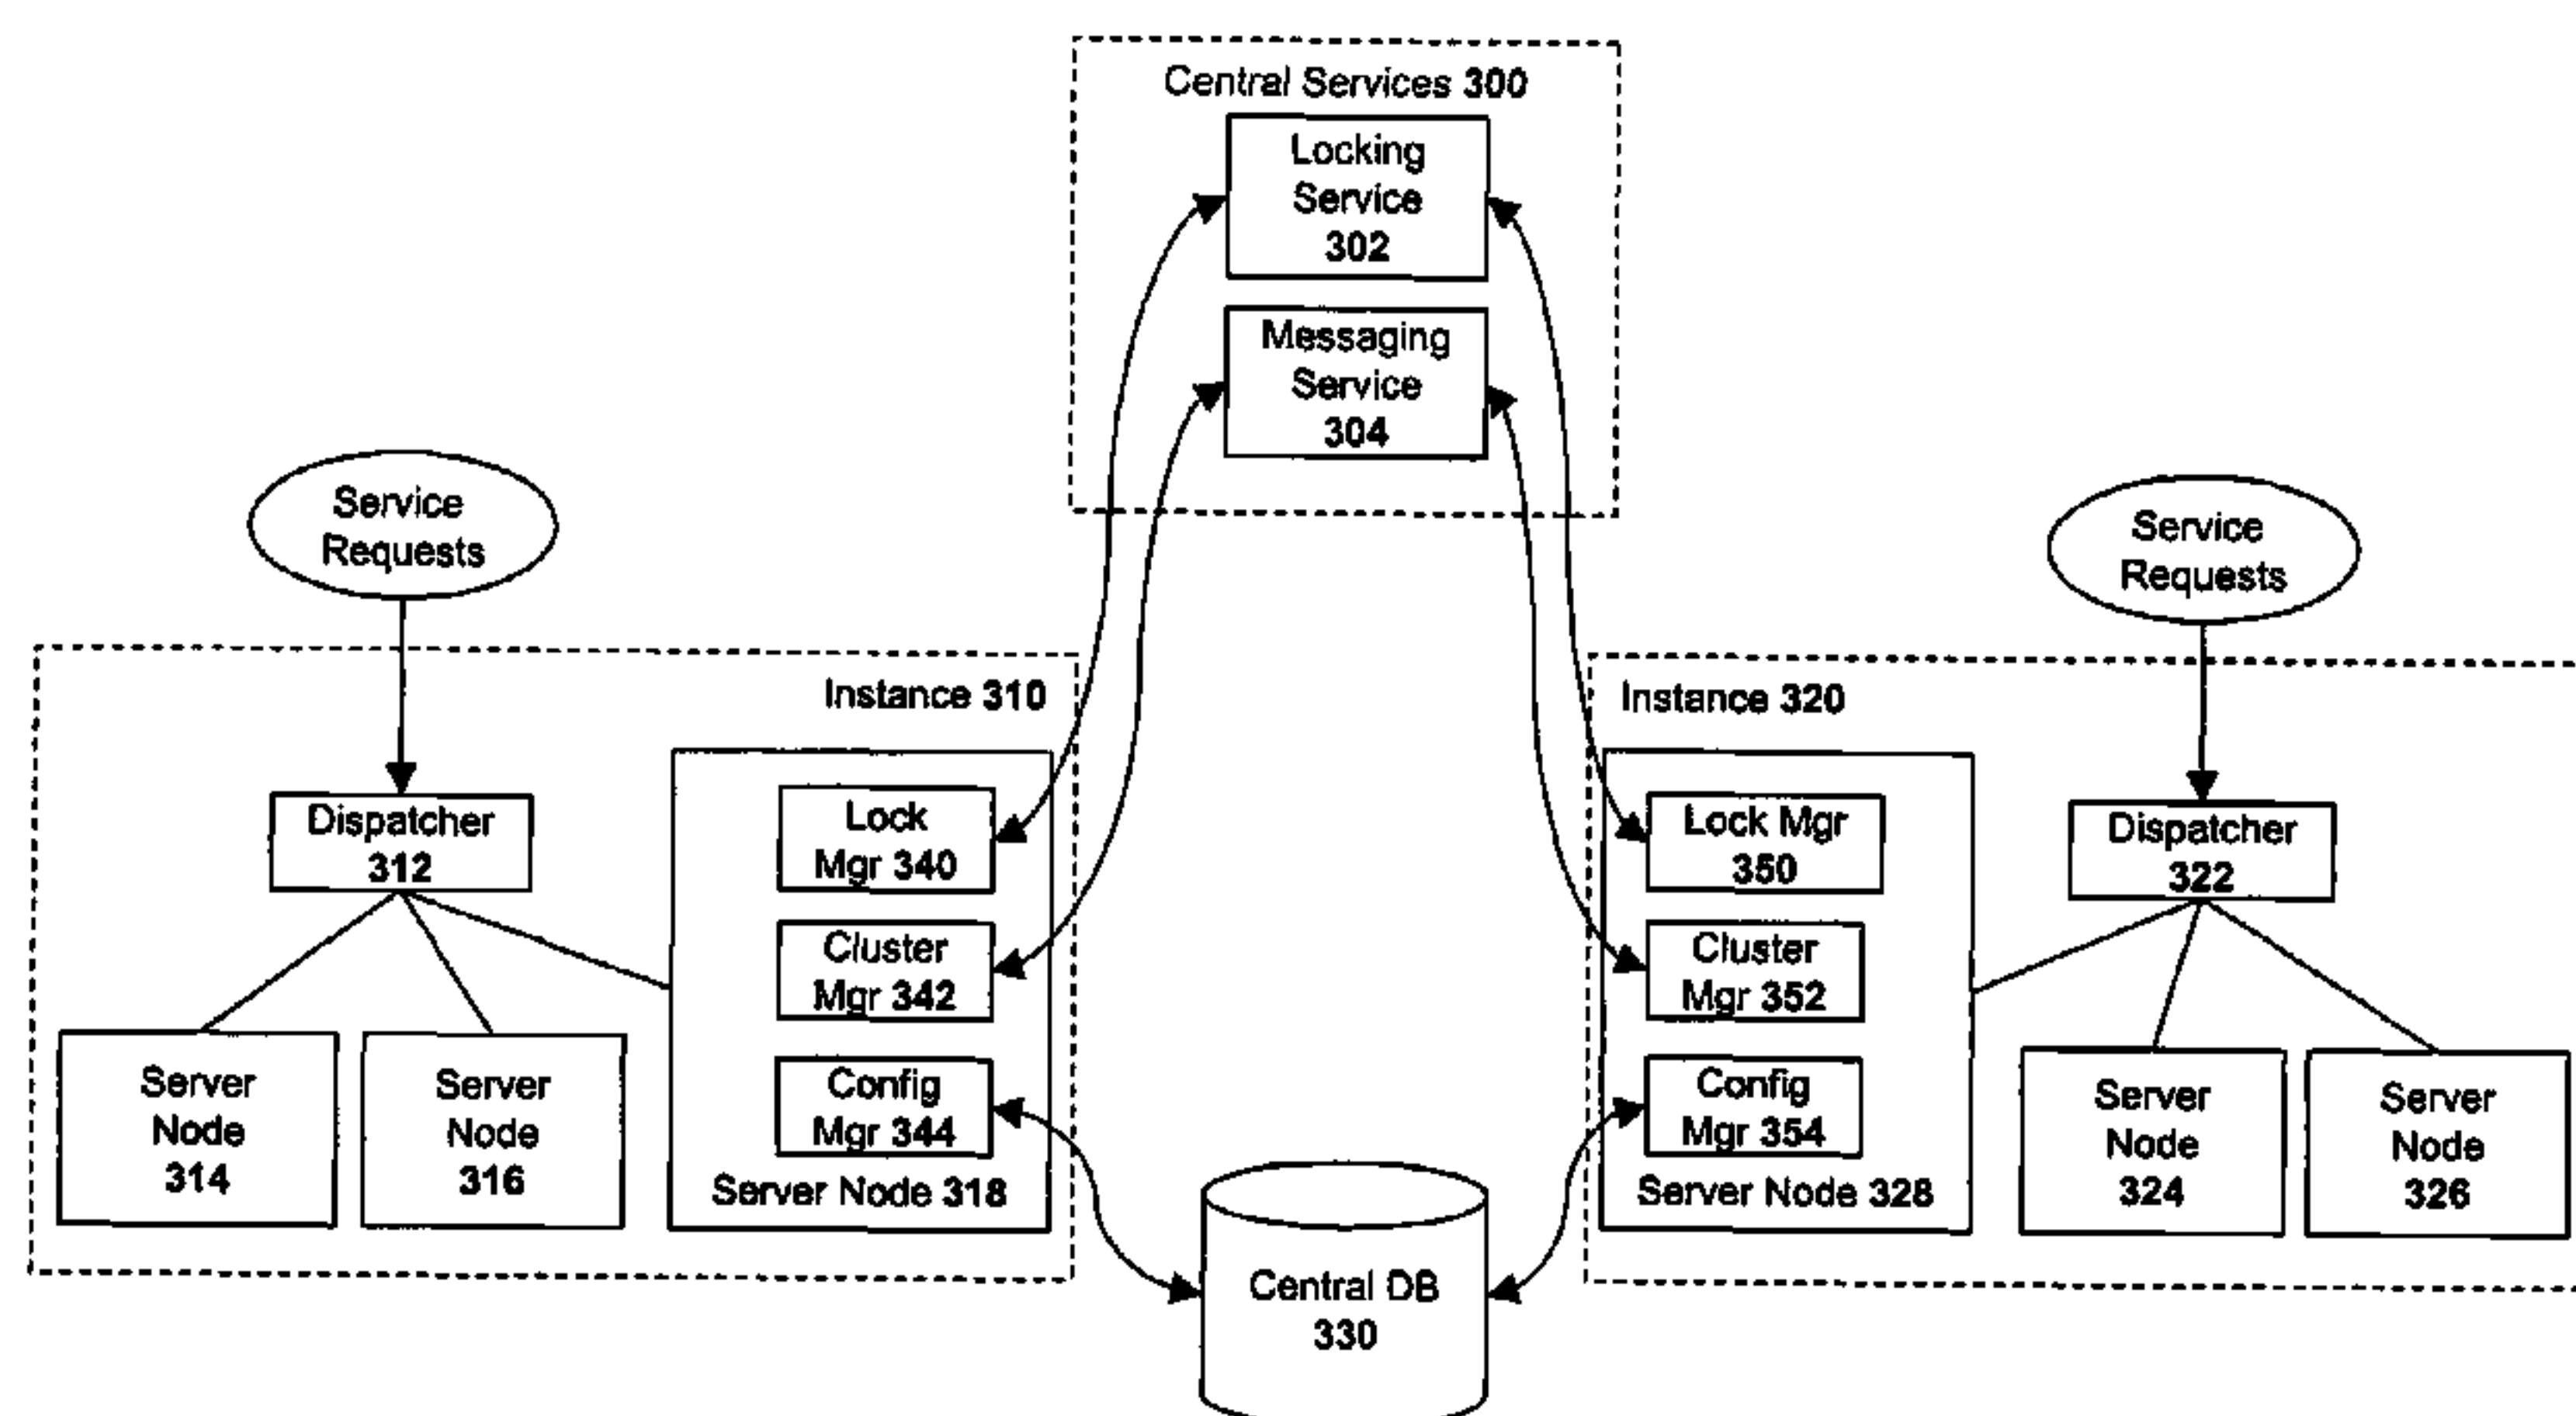 Central Services 300
Locking
Service
302
Messaging
Service
304
Service
Requests
Service
Requests
Instance 310
Dispatcher
312
Server
Node
314
Server
Node
316
Lock
Mgr 340
Cluster
Mgr 342
Config
Mgr 344
Server Node 318
Instance 320
Lock Mgr
350
Cluster
Mgr 352
Config
Mgr 354
Server Node 328
Dispatcher
322
Server
Node
324
Server
Node
326
Central DB
330